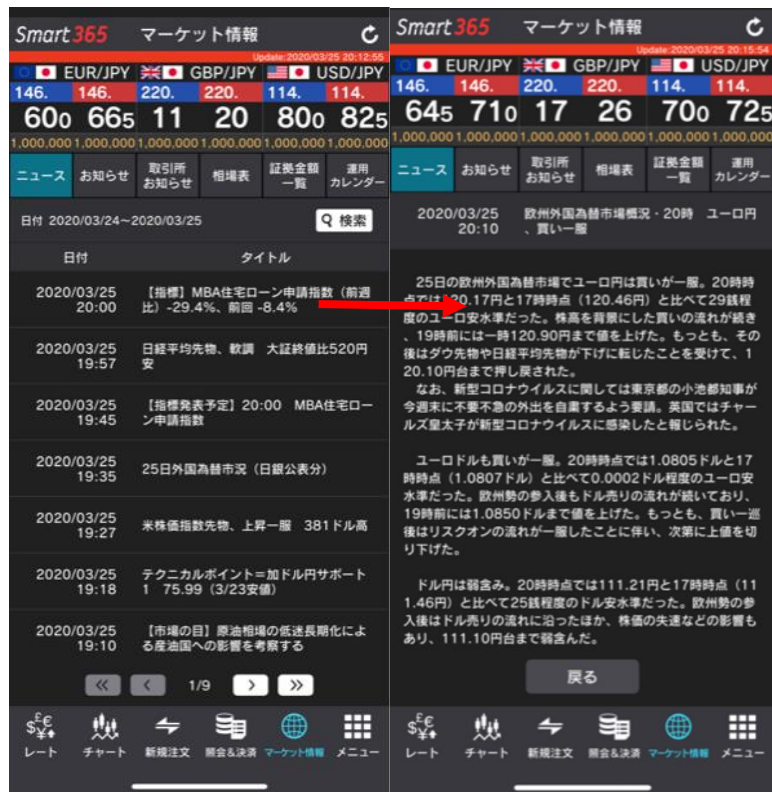 Smart 365 マーケット情報
Update:2020/03/25 20:12:55
EUR/JPY GBP/JPY USD/JPY
146. 146. 220. 220. 114. 114.
600 665 11 20 800 825
1,000,000 1,000,000 1,000,000 1,000,000 1,000,000 1,000,000
ニュース お知らせ 取引所お知らせ 相場表 証拠金額一覧 運用カレンダー
日付 2020/03/24~2020/03/25 検索
日付 タイトル
2020/03/25 【指標】MBA住宅ローン申請指数（前週
20:00 比）-29.4%、前回 -8.4%
2020/03/25 日経平均先物、軟調 大証終値比520円
19:57 安
2020/03/25 【指標発表予定】20:00 MBA住宅ロー
19:45 ン申請指数
2020/03/25
19:35 25日外国為替市況（日銀公表分）
2020/03/25
19:27 米株価指数先物、上昇一服 381ドル高
2020/03/25 テクニカルポイント=加ドル円サポート
19:18 1 75.99（3/23安値）
2020/03/25 【市場の目】原油相場の低迷長期化によ
19:10 る産油国への影響を考察する
1/9
レート チャート 新規注文 照会&決済 マーケット情報 メニュー
Smart 365 マーケット情報
Update:2020/03/25 20:15:54
EUR/JPY GBP/JPY USD/JPY
146. 146. 220. 220. 114. 114.
645 710 17 26 700 725
1,000,000 1,000,000 1,000,000 1,000,000 1,000,000 1,000,000
ニュース お知らせ 取引所お知らせ 相場表 証拠金額一覧 運用カレンダー
2020/03/25 欧州外国為替市場概況・20時 ユーロ円
20:10 、買い一服
25日の欧州外国為替市場でユーロ円は買いが一服。20時時
点では120.17円と17時時点（120.46円）と比べて29銭程
度のユーロ安水準だった。株高を背景にした買いの流れが続き
、19時前には一時120.90円まで値を上げた。もっとも、その
後はダウ先物や日経平均先物が下げに転じたことを受けて、1
20.10円台まで押し戻された。
なお、新型コロナウイルスに関しては東京都の小池都知事が
今週末に不要不急の外出を自粛するよう要請。英国ではチャー
ルズ皇太子が新型コロナウイルスに感染したと報じられた。
ユーロドルも買いが一服。20時時点では1.0805ドルと17
時時点（1.0807ドル）と比べて0.0002ドル程度のユーロ安
水準だった。欧州勢の参入後もドル売りの流れが続いており、
19時前には1.0850ドルまで値を上げた。もっとも、買い一巡
後はリスクオンの流れが一服したことに伴い、次第に上値を切
り下げた。
ドル円は弱含み。20時時点では111.21円と17時時点（11
1.46円）と比べて25銭程度のドル安水準だった。欧州勢の参
入後はドル売りの流れに沿ったほか、株価の失速などの影響も
あり、111.10円台まで弱含んだ。
戻る
レート チャート 新規注文 照会&決済 マーケット情報 メニュー